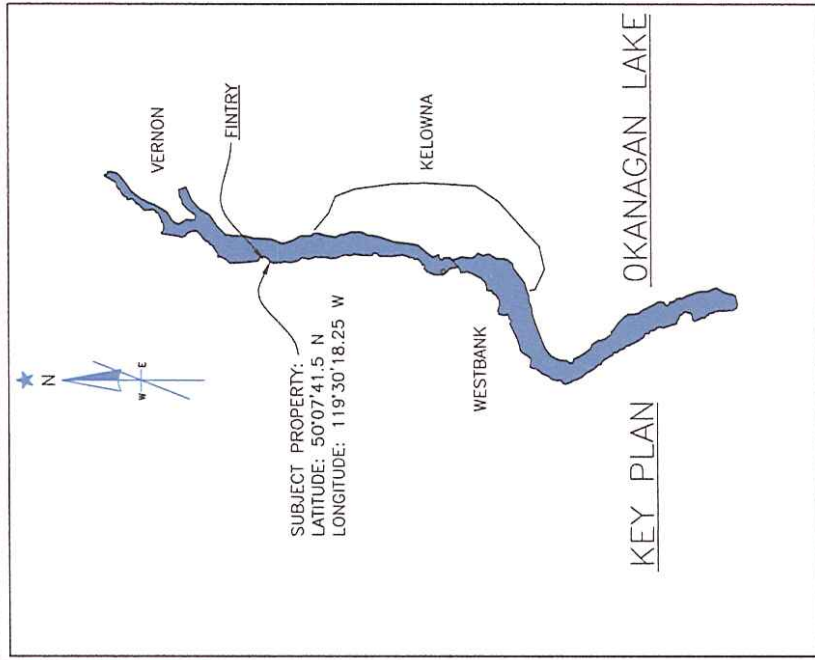 N
W E
VERNON
FINTRY
SUBJECT PROPERTY:
LATITUDE: 50°07'41.5 N
LONGITUDE: 119°30'18.25 W
KELOWNA
WESTBANK
KEY PLAN
OKANAGAN LAKE